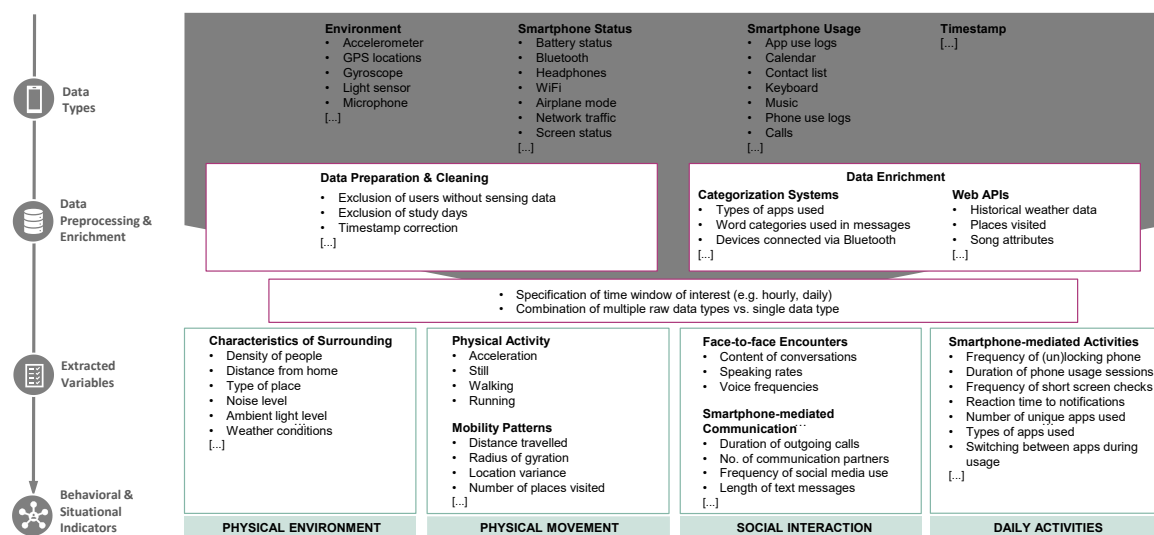 Data
Types
Environment
• Accelerometer
• GPS locations
• Gyroscope
• Light sensor
• Microphone
[...]
Smartphone Status
• Battery status
• Bluetooth
• Headphones
• WiFi
• Airplane mode
• Network traffic
• Screen status
[...]
Smartphone Usage
• App use logs
• Calendar
• Contact list
• Keyboard
• Music
• Phone use logs
• Calls
[...]
Timestamp
[...]
Data
Preprocessing &
Enrichment
Data Preparation & Cleaning
• Exclusion of users without sensing data
• Exclusion of study days
• Timestamp correction
[...]
Data Enrichment
Categorization Systems
• Types of apps used
• Word categories used in messages
• Devices connected via Bluetooth
[...]
Web APIs
• Historical weather data
• Places visited
• Song attributes
[...]
• Specification of time window of interest (e.g. hourly, daily)
• Combination of multiple raw data types vs. single data type
Extracted
Variables
Characteristics of Surrounding
• Density of people
• Distance from home
• Type of place
• Noise level
• Ambient light level
...
• Weather conditions
[...]
Physical Activity
• Acceleration
• Still
• Walking
• Running
Mobility Patterns
• Distance travelled
• Radius of gyration
• Location variance
• Number of places visited
[...]
Face-to-face Encounters
• Content of conversations
• Speaking rates
• Voice frequencies
Smartphone-mediated
Communication
...
• Duration of outgoing calls
• No. of communication partners
• Frequency of social media use
• Length of text messages
[...]
Smartphone-mediated Activities
• Frequency of (un)locking phone
• Duration of phone usage sessions
• Frequency of short screen checks
• Reaction time to notifications
• Number of unique apps used
...
• Types of apps used
• Switching between apps during
usage
[...]
Behavioral &
Situational
Indicators
PHYSICAL ENVIRONMENT
PHYSICAL MOVEMENT
SOCIAL INTERACTION
DAILY ACTIVITIES